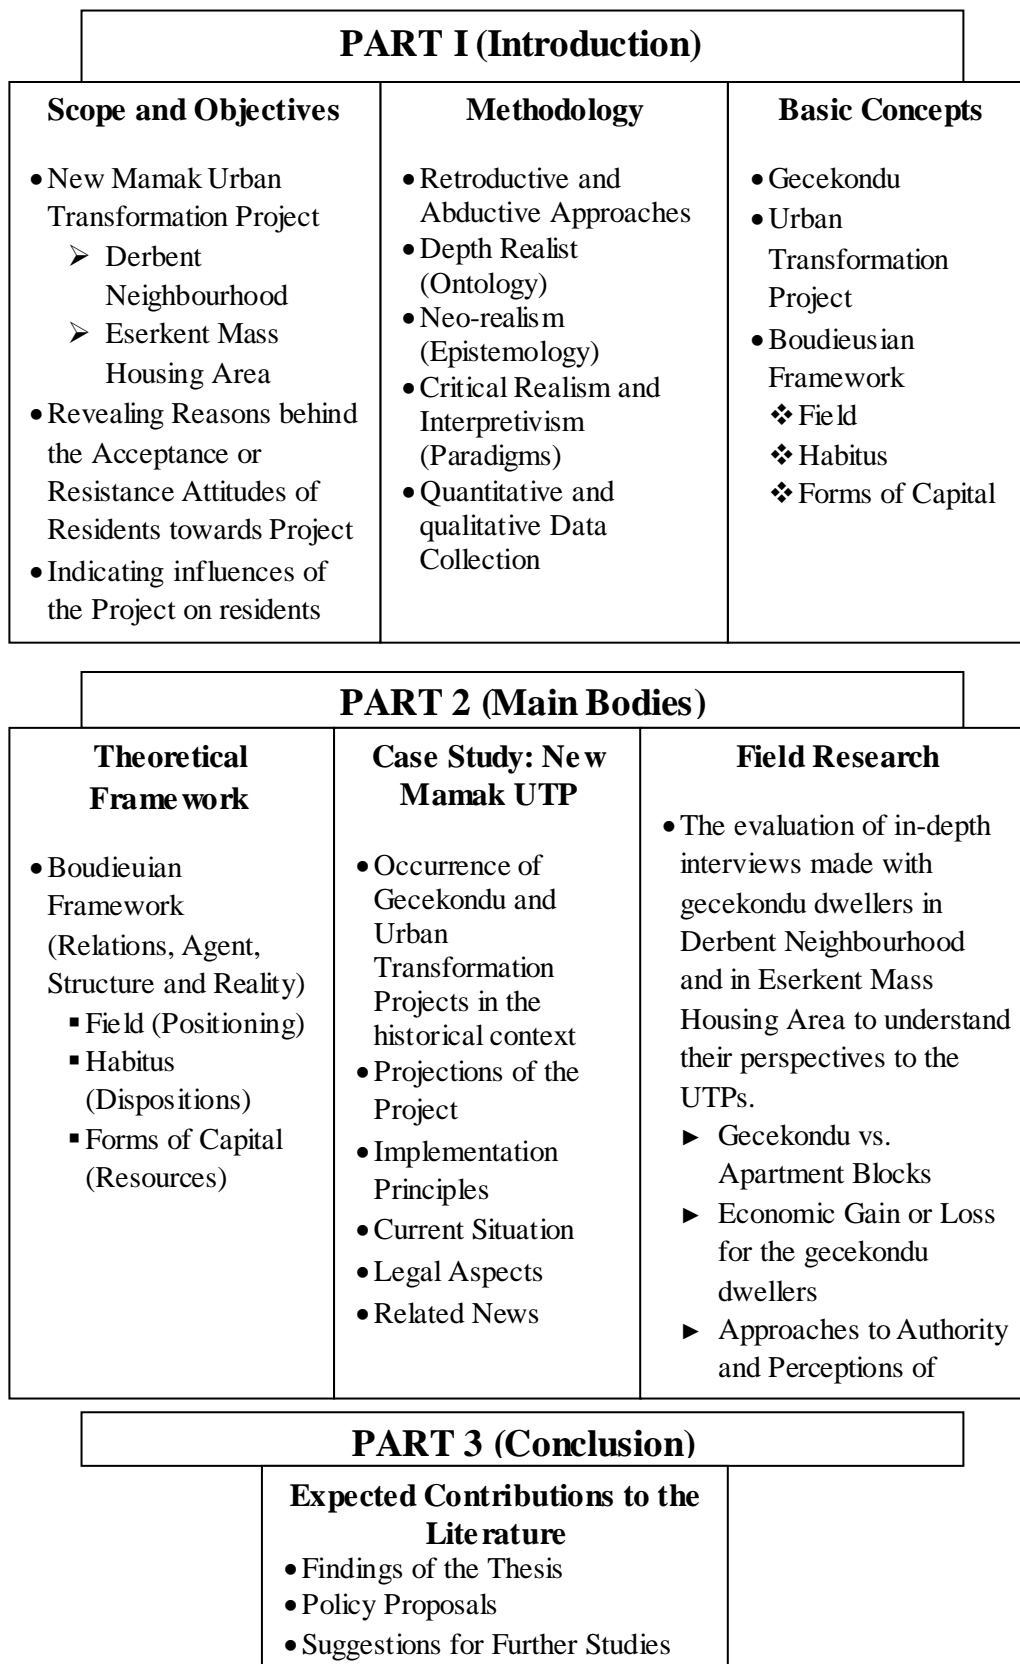 PART I (Introduction)
Scope and Objectives
• New Mamak Urban
Transformation Project
➢ Derbent
Neighbourhood
➢ Eserkent Mass
Housing Area
• Revealing Reasons behind
the Acceptance or
Resistance Attitudes of
Residents towards Project
• Indicating influences of
the Project on residents
Methodology
• Retroductive and
Abductive Approaches
• Depth Realist
(Ontology)
• Neo-realism
(Epistemology)
• Critical Realism and
Interpretivism
(Paradigms)
• Quantitative and
qualitative Data
Collection
Basic Concepts
• Gecekondu
• Urban
Transformation
Project
• Boudieusian
Framework
❖ Field
❖ Habitus
❖ Forms of Capital
PART 2 (Main Bodies)
Theoretical
Framework
• Boudieuian
Framework
(Relations, Agent,
Structure and Reality)
▪ Field (Positioning)
▪ Habitus
(Dispositions)
▪ Forms of Capital
(Resources)
Case Study: New
Mamak UTP
• Occurrence of
Gecekondu and
Urban
Transformation
Projects in the
historical context
• Projections of the
Project
• Implementation
Principles
• Current Situation
• Legal Aspects
• Related News
Field Research
• The evaluation of in-depth
interviews made with
gecekondu dwellers in
Derbent Neighbourhood
and in Eserkent Mass
Housing Area to understand
their perspectives to the
UTPs.
► Gecekondu vs.
Apartment Blocks
► Economic Gain or Loss
for the gecekondu
dwellers
► Approaches to Authority
and Perceptions of
PART 3 (Conclusion)
Expected Contributions to the
Literature
• Findings of the Thesis
• Policy Proposals
• Suggestions for Further Studies